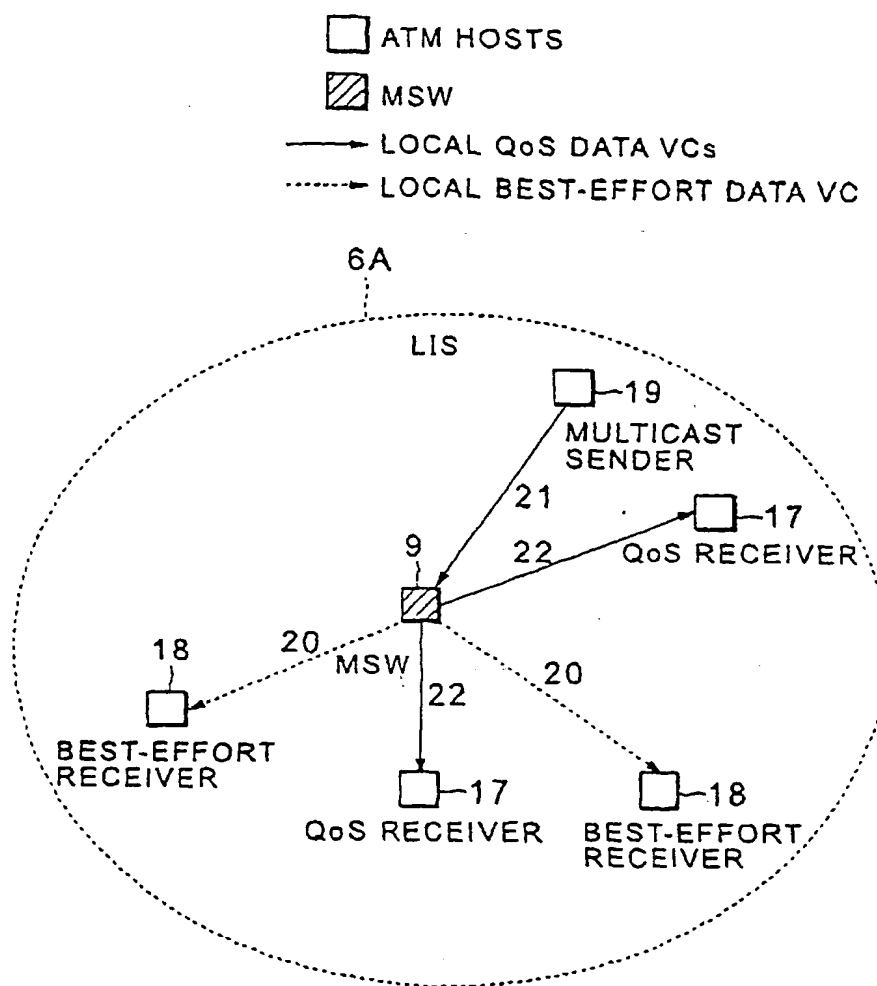 ATM HOSTS
MSW
LOCAL QoS DATA VCs
LOCAL BEST-EFFORT DATA VC
6A
LIS
19
MULTICAST
SENDER
21
17
QoS RECEIVER
22
9
MSW
20
18
BEST-EFFORT
RECEIVER
22
20
17
QoS RECEIVER
18
BEST-EFFORT
RECEIVER